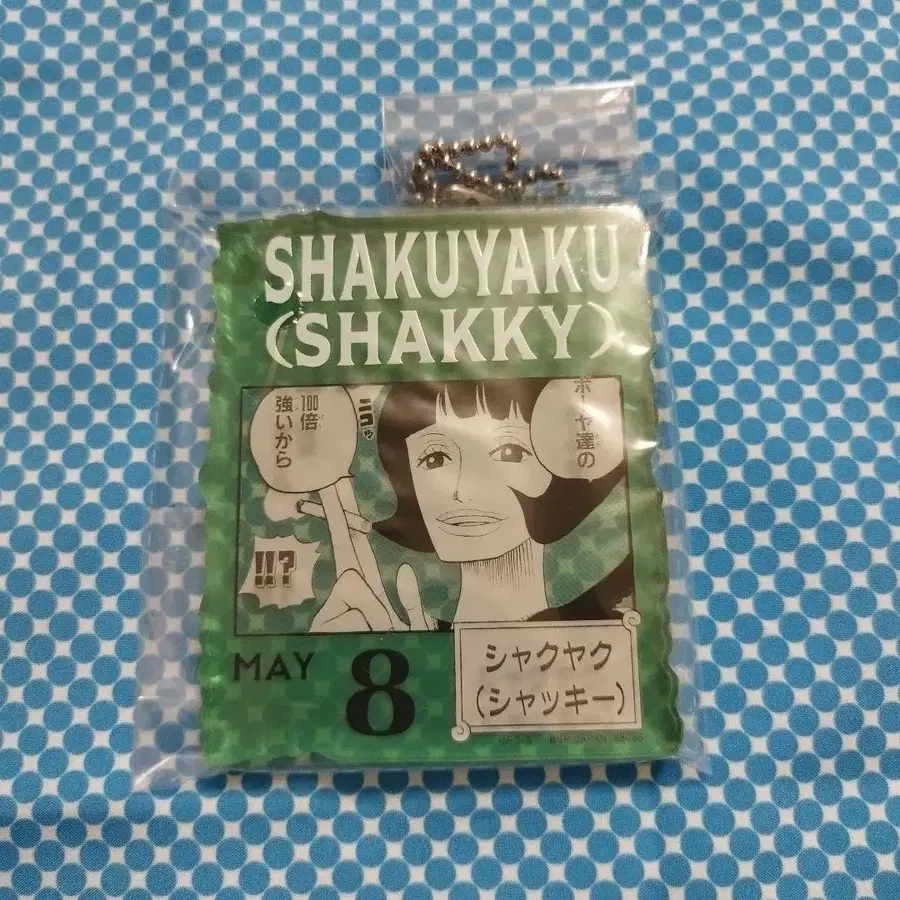 SHAKUYAKU
(SHAKKY)
ボーヤ達の
100倍
強いから
ニコッ
!!?
MAY 8
シャクヤク
(シャッキー)